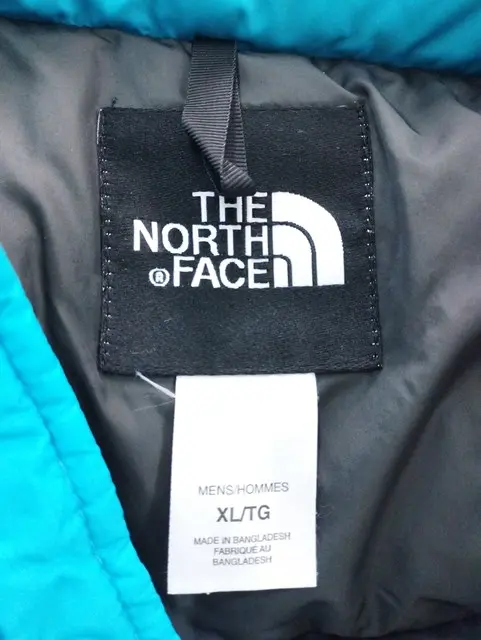 THE
NORTH
®FACE
MENS/HOMMES
XL/TG
MADE IN BANGLADESH
FABRIQUÉ AU
BANGLADESH